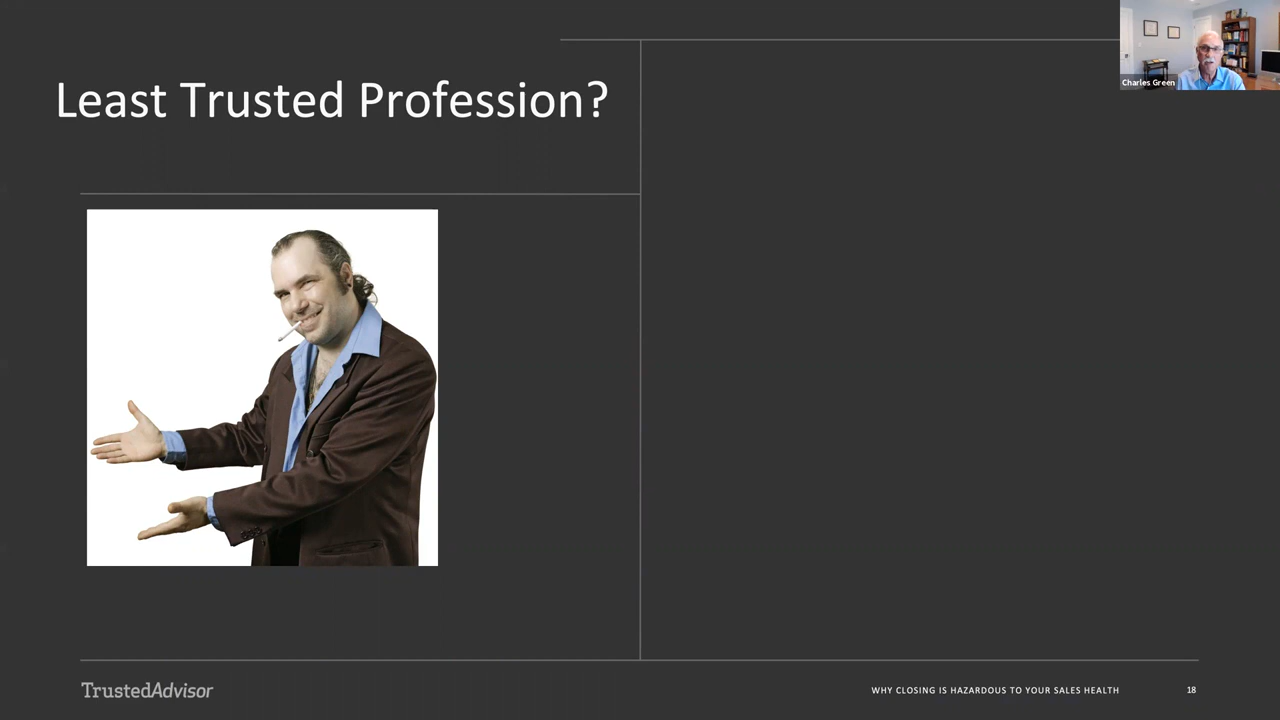 Least Trusted Profession?
Charles Green
TrustedAdvisor
WHY CLOSING IS HAZARDOUS TO YOUR SALES HEALTH
18